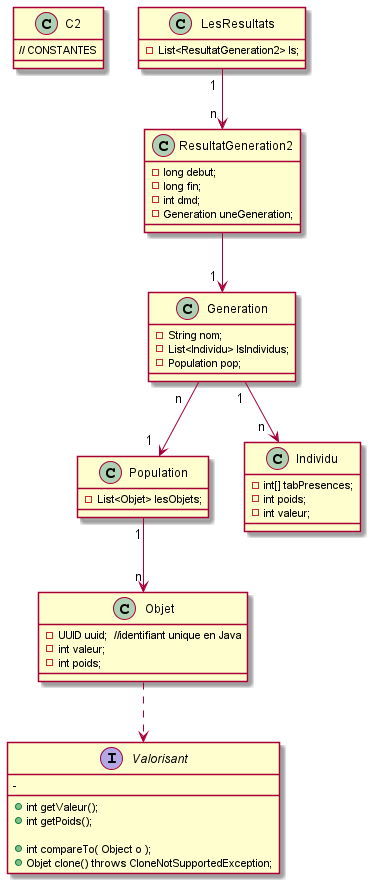 C C2
// CONSTANTES
C LesResultats
List<ResultatGeneration2> ls;
1
n
C ResultatGeneration2
long debut;
long fin;
int dmd;
Generation uneGeneration;
1
C Generation
String nom;
List<Individu> lsIndividus;
Population pop;
n
1
1
n
C Population
List<Objet> lesObjets;
C Individu
int[] tabPresences;
int poids;
int valeur;
1
n
C Objet
UUID uuid; //identifiant unique en Java
int valeur;
int poids;
I Valorisant
-
int getValeur();
int getPoids();
int compareTo( Object o );
Objet clone() throws CloneNotSupportedException;